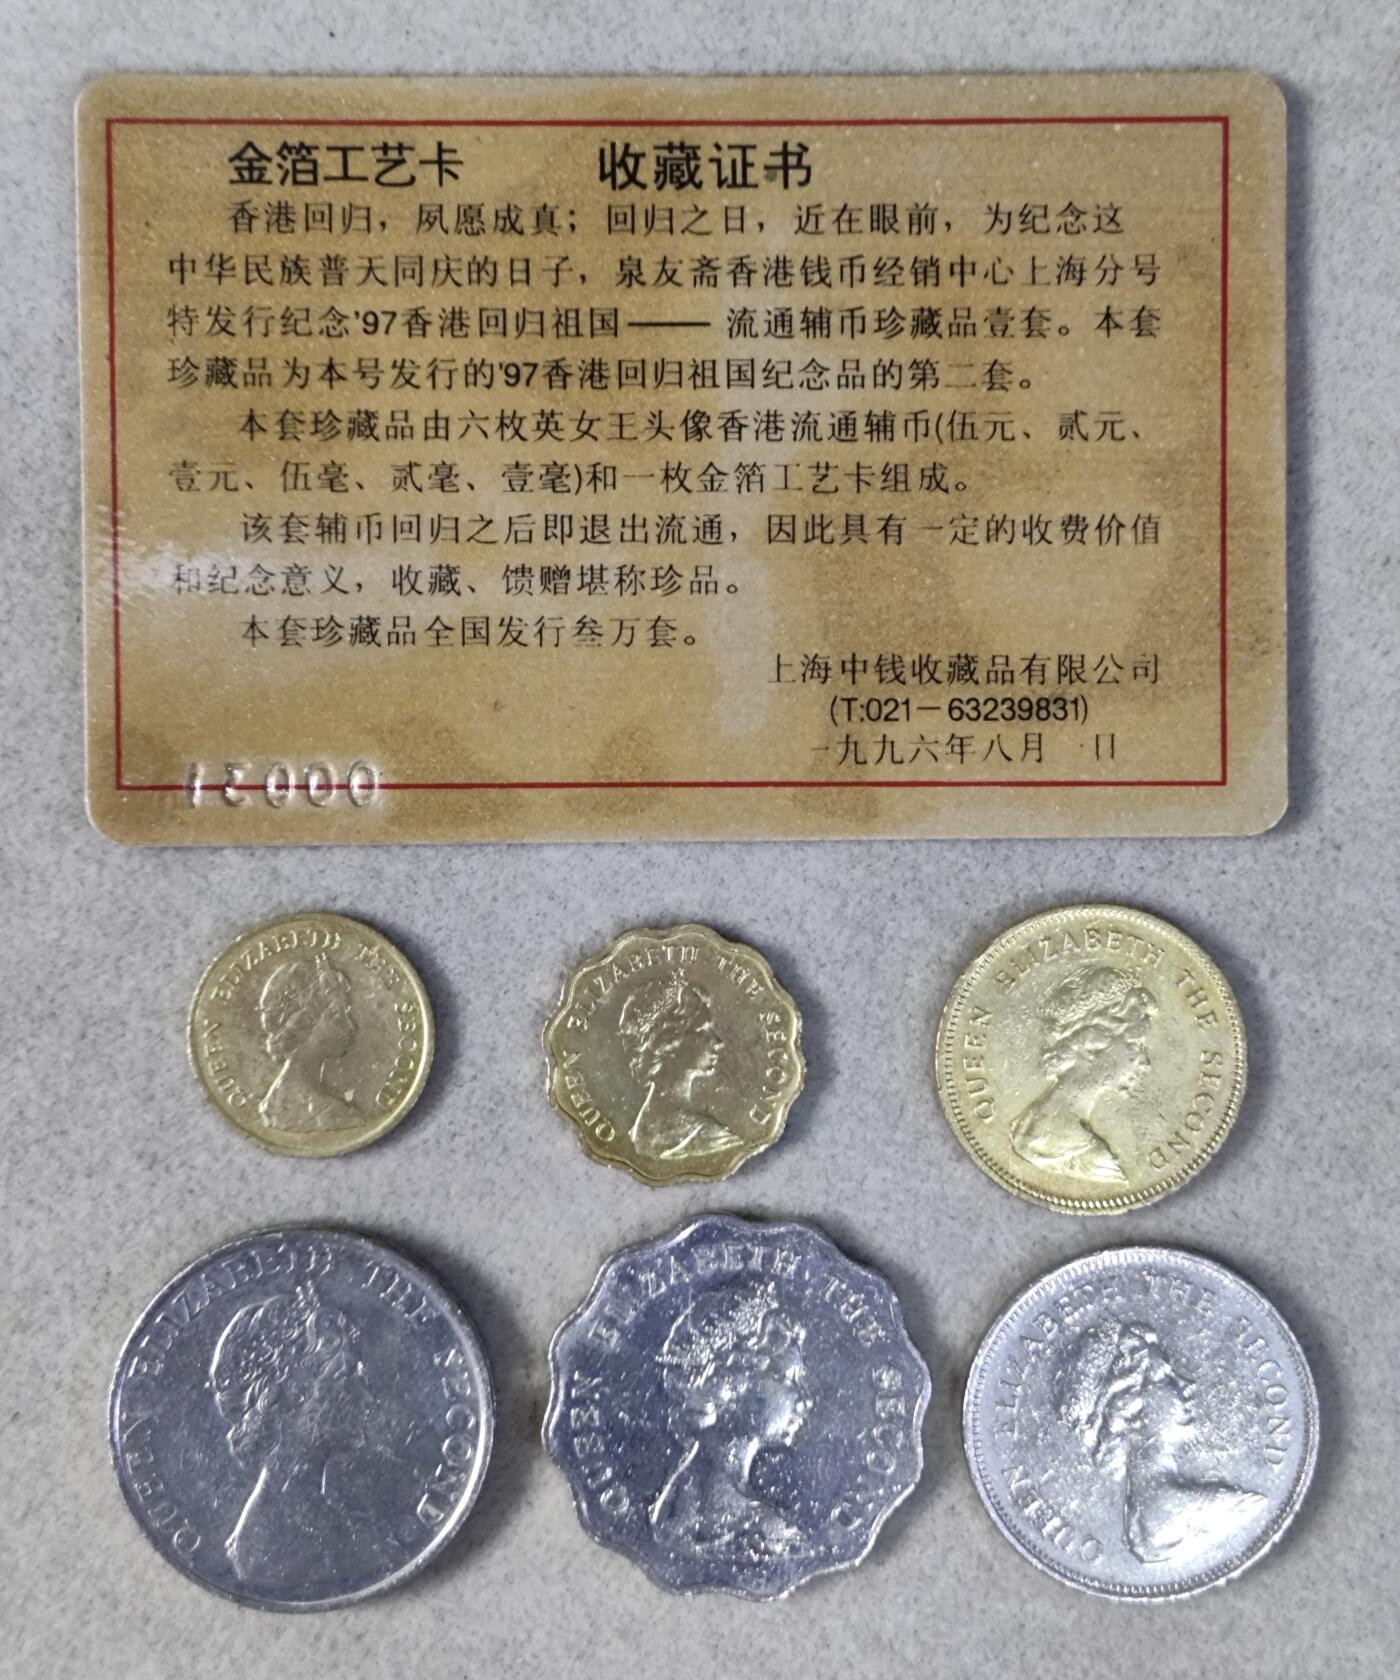 金箔工艺卡 收藏证书
香港回归，夙愿成真；回归之日，近在眼前，为纪念这
中华民族普天同庆的日子，泉友斋香港钱币经销中心上海分号
特发行纪念'97香港回归祖国——流通辅币珍藏品壹套。本套
珍藏品为本号发行的'97香港回归祖国纪念品的第二套。
本套珍藏品由六枚英女王头像香港流通辅币(伍元、贰元、
壹元、伍毫、贰毫、壹毫)和一枚金箔工艺卡组成。
该套辅币回归之后即退出流通，因此具有一定的收费价值
和纪念意义，收藏、馈赠堪称珍品。
本套珍藏品全国发行叁万套。
上海中钱收藏品有限公司
(T:021－63239831)
一九九六年八月一日
QUEEN ELIZABETH THE SECOND
QUEEN ELIZABETH THE SECOND
QUEEN ELIZABETH THE SECOND
QUEEN ELIZABETH THE SECOND
QUEEN ELIZABETH THE SECOND
QUEEN ELIZABETH THE SECOND